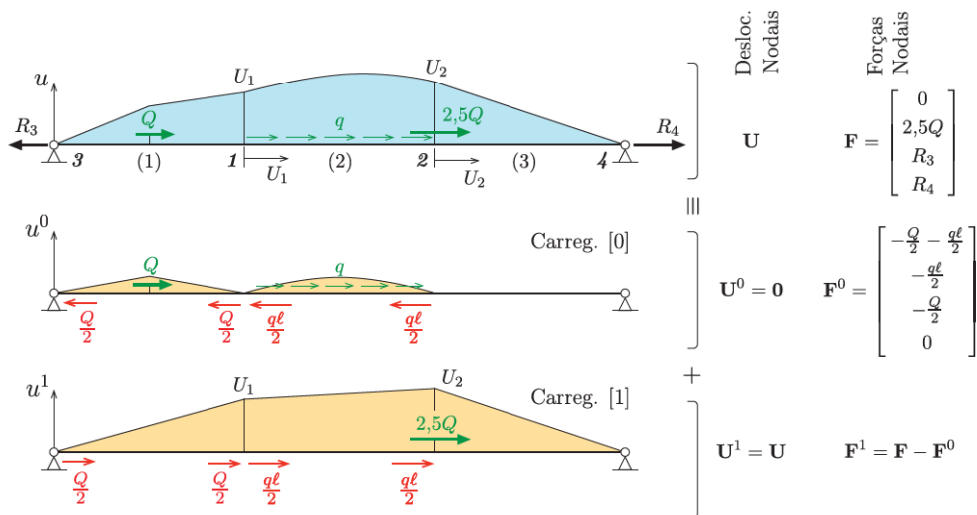 Desloc. Nodais
Forças Nodais
u
U₁
U₂
Q
q
2,5Q
R₃
R₄
3 (1) 1 (2) 2 (3) 4
U₁
U₂
U
F = [0; 2,5Q; R₃; R₄]
≡
u⁰
Carreg. [0]
Q
q
Q/2
Q/2
qℓ/2
qℓ/2
U⁰ = 0
F⁰ = [−Q/2 − qℓ/2; −qℓ/2; −Q/2; 0]
+
u¹
U₁
U₂
Carreg. [1]
2,5Q
Q/2
Q/2
qℓ/2
qℓ/2
U¹ = U
F¹ = F − F⁰